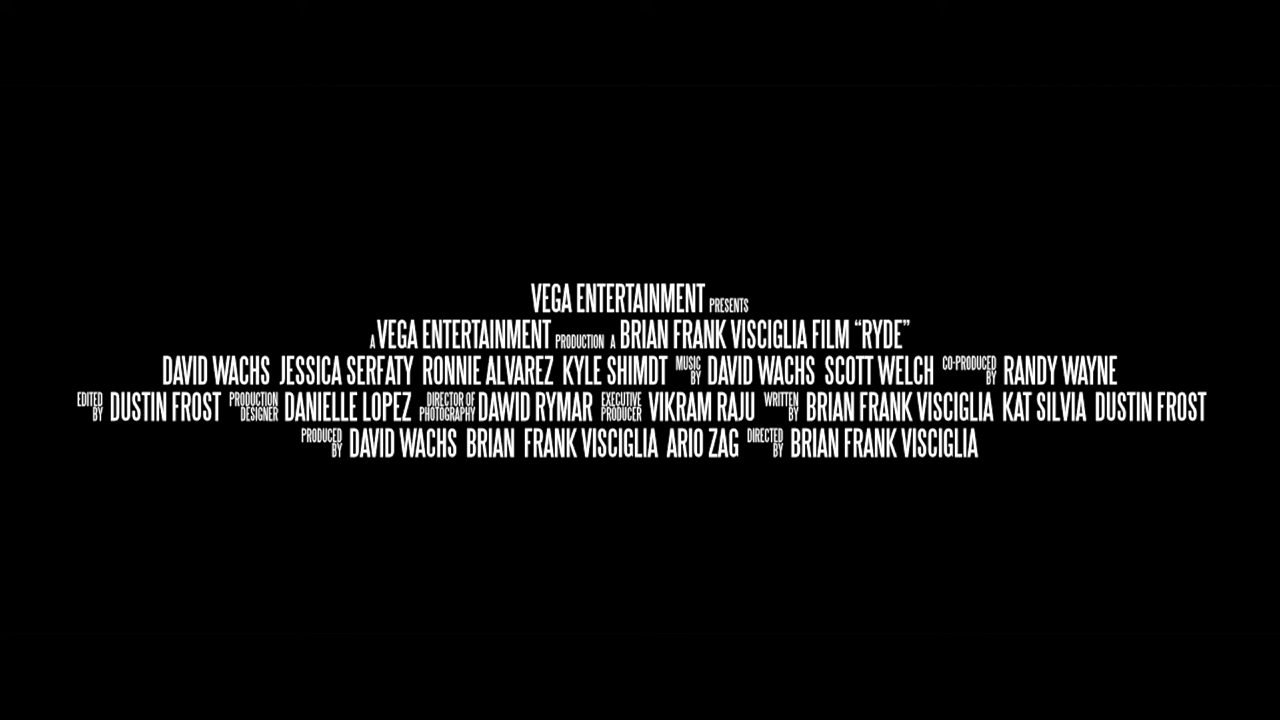 VEGA ENTERTAINMENT PRESENTS
A VEGA ENTERTAINMENT PRODUCTION A BRIAN FRANK VISCIGLIA FILM “RYDE”
DAVID WACHS JESSICA SERFATY RONNIE ALVAREZ KYLE SHIMDT MUSIC BY DAVID WACHS SCOTT WELCH CO-PRODUCED BY RANDY WAYNE
EDITED BY DUSTIN FROST PRODUCTION DESIGNER DANIELLE LOPEZ DIRECTOR OF PHOTOGRAPHY DAWID RYMAR EXECUTIVE PRODUCER VIKRAM RAJU WRITTEN BY BRIAN FRANK VISCIGLIA KAT SILVIA DUSTIN FROST
PRODUCED BY DAVID WACHS BRIAN FRANK VISCIGLIA ARIO ZAG DIRECTED BY BRIAN FRANK VISCIGLIA